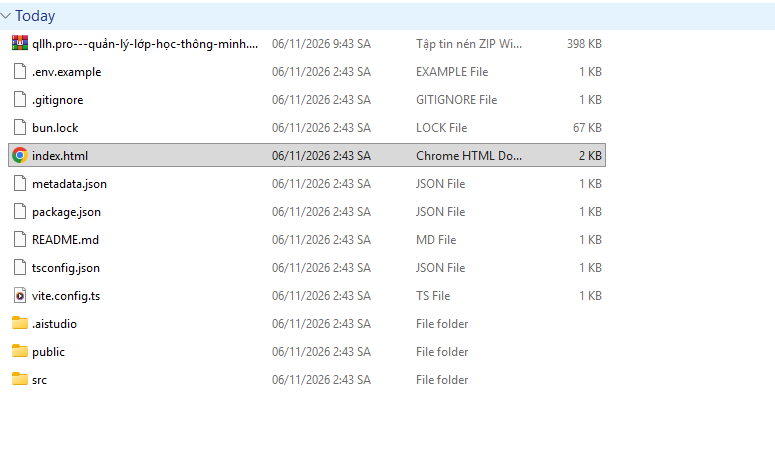 Today
qllh.pro---quản-lý-lớp-học-thông-minh.... 06/11/2026 9:43 SA Tập tin nén ZIP Wi... 398 KB
.env.example 06/11/2026 2:43 SA EXAMPLE File 1 KB
.gitignore 06/11/2026 2:43 SA GITIGNORE File 1 KB
bun.lock 06/11/2026 2:43 SA LOCK File 67 KB
index.html 06/11/2026 2:43 SA Chrome HTML Do... 2 KB
metadata.json 06/11/2026 2:43 SA JSON File 1 KB
package.json 06/11/2026 2:43 SA JSON File 1 KB
README.md 06/11/2026 2:43 SA MD File 1 KB
tsconfig.json 06/11/2026 2:43 SA JSON File 1 KB
vite.config.ts 06/11/2026 2:43 SA TS File 1 KB
.aistudio 06/11/2026 2:43 SA File folder
public 06/11/2026 2:43 SA File folder
src 06/11/2026 2:43 SA File folder